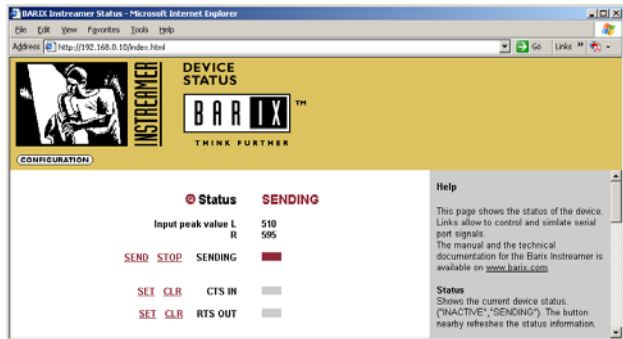 BARIX Instreamer Status - Microsoft Internet Explorer
File Edit View Favorites Tools Help
Address http://192.168.0.10/index.html Go Links »
INSTREAMER
DEVICE
STATUS
BARIX ™
THINK FURTHER
CONFIGURATION
Status SENDING
Input peak value L 510
R 595
SEND STOP SENDING
SET CLR CTS IN
SET CLR RTS OUT
Help
This page shows the status of the device.
Links allow to control and simlate serial
port signals.
The manual and the technical
documentation for the Barix Instreamer is
available on www.barix.com.
Status
Shows the current device status.
("INACTIVE","SENDING"). The button
nearby refreshes the status information.